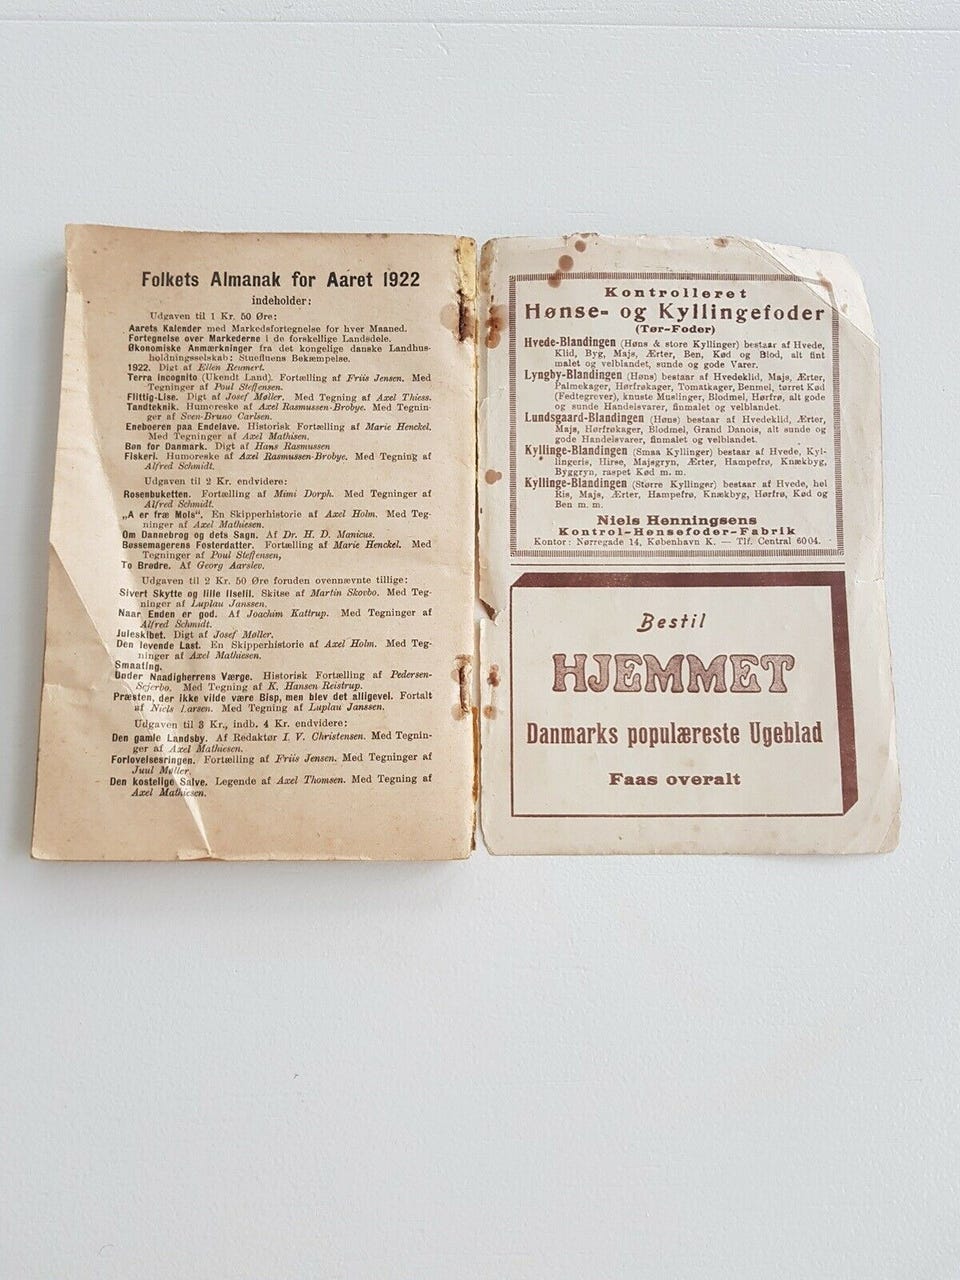 Folkets Almanak for Aaret 1922
indeholder:
Udgaven til 1 Kr. 50 Øre:
Aarets Kalender med Markedsfortegnelse for hver Maaned.
Fortegnelse over Markederne i de forskellige Landsdele.
Økonomiske Anmærkninger fra det kongelige danske Landhus-
holdningsselskab: Stuefluens Bekæmpelse.
1922. Digt af Ellen Reumert.
Terra incognito (Ukendt Land). Fortælling af Friis Jensen. Med
Tegninger af Poul Steffensen.
Flittig-Lise. Digt af Josef Møller. Med Tegning af Axel Thiess.
Tandteknik. Humoreske af Axel Rasmussen-Brobye. Med Tegnin-
ger af Sven-Bruno Carlsen.
Eneboeren paa Endelave. Historisk Fortælling af Marie Henckel.
Med Tegninger af Axel Mathisen.
Bøn for Danmark. Digt af Hans Rasmussen
Fiskeri. Humoreske af Axel Rasmussen-Brobye. Med Tegning af
Alfred Schmidt.
Udgaven til 2 Kr. endvidere:
Rosenbuketten. Fortælling af Mimi Dorph. Med Tegninger af
Alfred Schmidt.
„A er fræ Mols". En Skipperhistorie af Axel Holm. Med Teg-
ninger af Axel Mathiesen.
Om Dannebrog og dets Sagn. Af Dr. H. D. Manicus.
Bøssemagerens Fosterdatter. Fortælling af Marie Henckel. Med
Tegninger af Poul Steffensen,
To Brødre. Af Georg Aarslev.
Udgaven til 2 Kr. 50 Øre foruden ovennævnte tillige:
Sivert Skytte og lille Ilselil. Skitse af Martin Skovbo. Med Teg-
ninger af Luplau Janssen.
Naar Enden er god. Af Joachim Kattrup. Med Tegninger af
Alfred Schmidt.
Juleskibet. Digt af Josef Møller.
Den levende Last. En Skipperhistorie af Axel Holm. Med Teg-
ninger af Axel Mathiesen.
Smaating.
Under Naadigherrens Værge. Historisk Fortælling af Pedersen-
Sejerbo. Med Tegning af K. Hansen Reistrup.
Præsten, der ikke vilde være Bisp, men blev det alligevel. Fortalt
af Niels Larsen. Med Tegning af Luplau Janssen.
Udgaven til 3 Kr., indb. 4 Kr. endvidere:
Den gamle Landsby. Af Redaktør I. V. Christensen. Med Tegnin-
ger af Axel Mathiesen.
Forlovelsesringen. Fortælling af Friis Jensen. Med Tegninger af
Juul Møller.
Den kostelige Salve. Legende af Axel Thomsen. Med Tegning af
Axel Mathiesen.
Kontrolleret
Hønse- og Kyllingefoder
(Tør-Foder)
Hvede-Blandingen (Høns & store Kyllinger) bestaar af Hvede,
Klid, Byg, Majs, Ærter, Ben, Kød og Blod, alt fint
malet og velblandet, sunde og gode Varer.
Lyngby-Blandingen (Høns) bestaar af Hvedeklid, Majs, Ærter,
Palmekager, Hørfrøkager, Tomatkager, Benmel, tørret Kød
(Fedtegrever), knuste Muslinger, Blodmel, Hørfrø, alt gode
og sunde Handelsvarer, finmalet og velblandet.
Lundsgaard-Blandingen (Høns) bestaar af Hvedeklid, Ærter,
Majs, Hørfrøkager, Blodmel, Grand Danois, alt sunde og
gode Handelsvarer, finmalet og velblandet.
Kyllinge-Blandingen (Smaa Kyllinger) bestaar af Hvede, Kyl-
lingeris, Hirse, Majsgryn, Ærter, Hampefrø, Knækbyg,
Byggryn, raspet Kød m. m.
Kyllinge-Blandingen (Større Kyllinger) bestaar af Hvede, hel
Ris, Majs, Ærter, Hampefrø, Knækbyg, Hørfrø, Kød og
Ben m. m.
Niels Henningsens
Kontrol-Hønsefoder-Fabrik
Kontor: Nørregade 14, København K. — Tlf. Central 6004.
Bestil
HJEMMET
Danmarks populæreste Ugeblad
Faas overalt